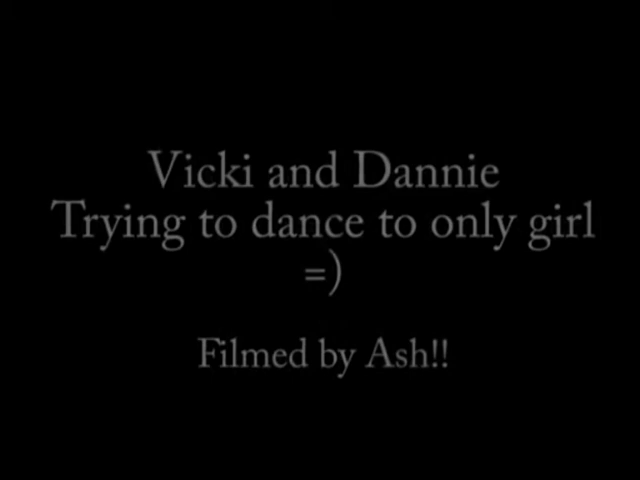 Vicki and Dannie
Trying to dance to only girl
=)
Filmed by Ash!!